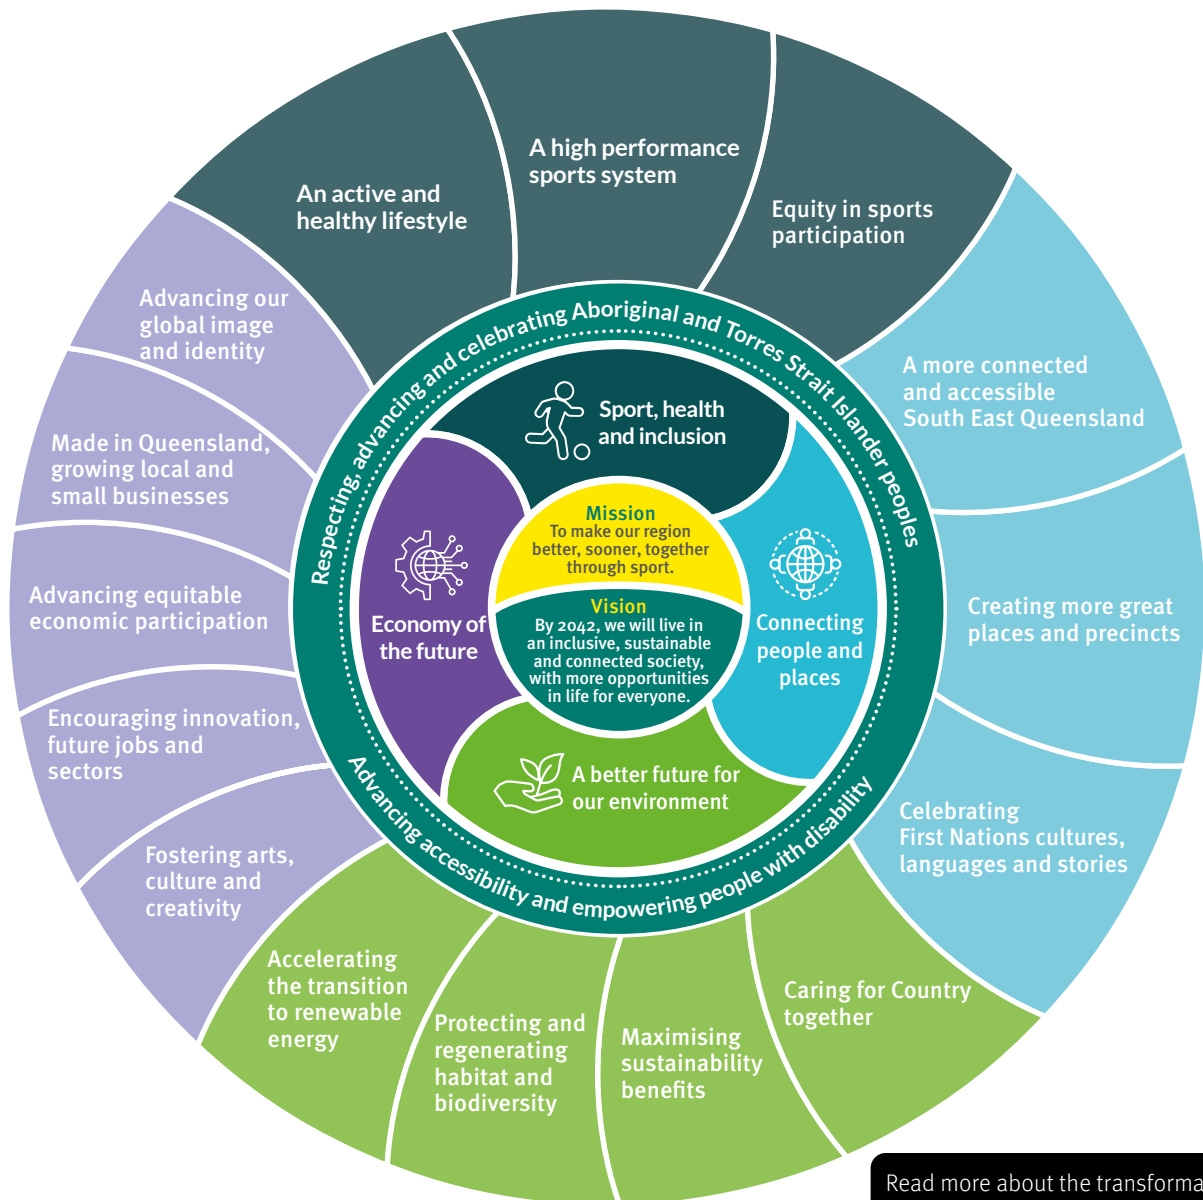 A high performance
sports system
An active and
healthy lifestyle
Equity in sports
participation
Advancing our
global image
and identity
A more connected
and accessible
South East Queensland
Made in Queensland,
growing local and
small businesses
Creating more great
places and precincts
Advancing equitable
economic participation
Encouraging innovation,
future jobs and
sectors
Celebrating
First Nations cultures,
languages and stories
Fostering arts,
culture and
creativity
Accelerating
the transition
to renewable
energy
Protecting and
regenerating
habitat and
biodiversity
Maximising
sustainability
benefits
Caring for Country
together
Respecting, advancing and celebrating Aboriginal and Torres Strait Islander peoples
Advancing accessibility and empowering people with disability
Sport, health
and inclusion
Economy of
the future
Connecting
people and
places
A better future for
our environment
Mission
To make our region
better, sooner, together
through sport.
Vision
By 2042, we will live in
an inclusive, sustainable
and connected society,
with more opportunities
in life for everyone.
Read more about the